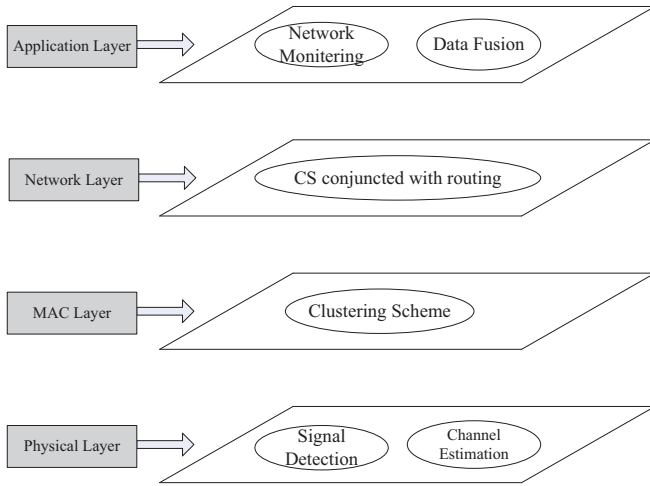 Application Layer
Network
Monitering
Data Fusion
Network Layer
CS conjuncted with routing
MAC Layer
Clustering Scheme
Physical Layer
Signal
Detection
Channel
Estimation